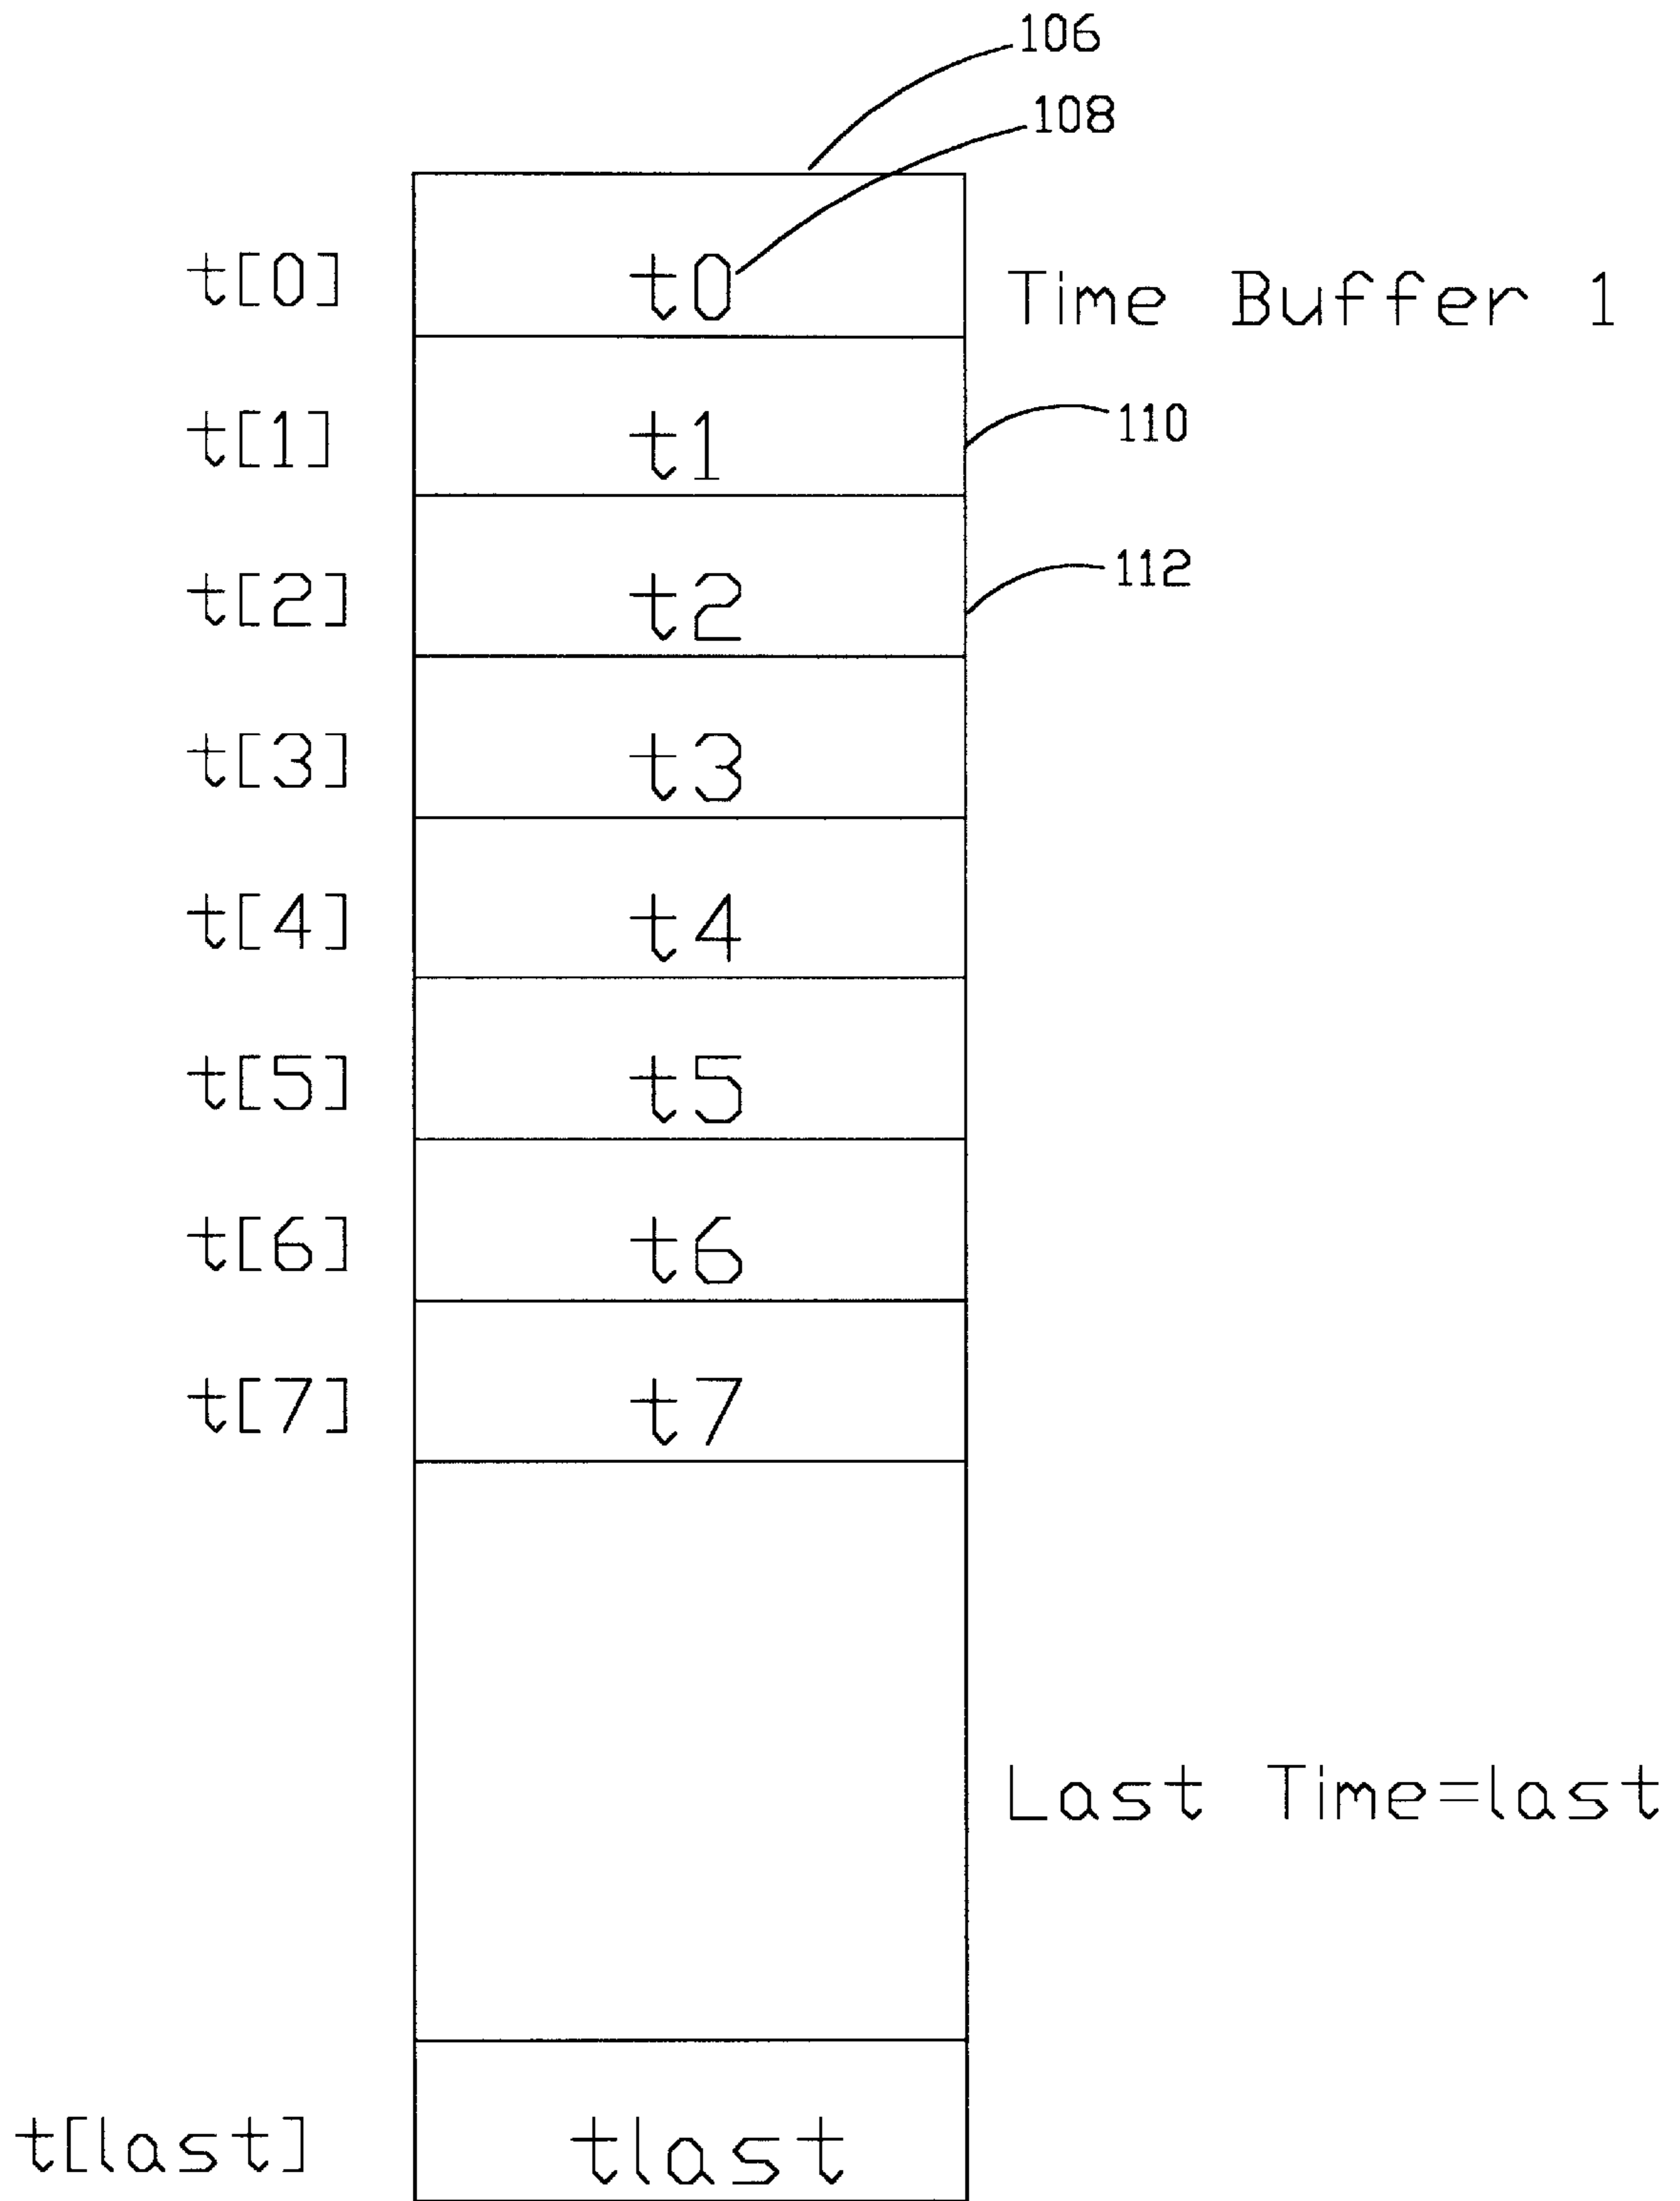 106
108
t[0] t0 Time Buffer 1
t[1] t1 110
t[2] t2 112
t[3] t3
t[4] t4
t[5] t5
t[6] t6
t[7] t7
Last Time=last
t[last] tlast